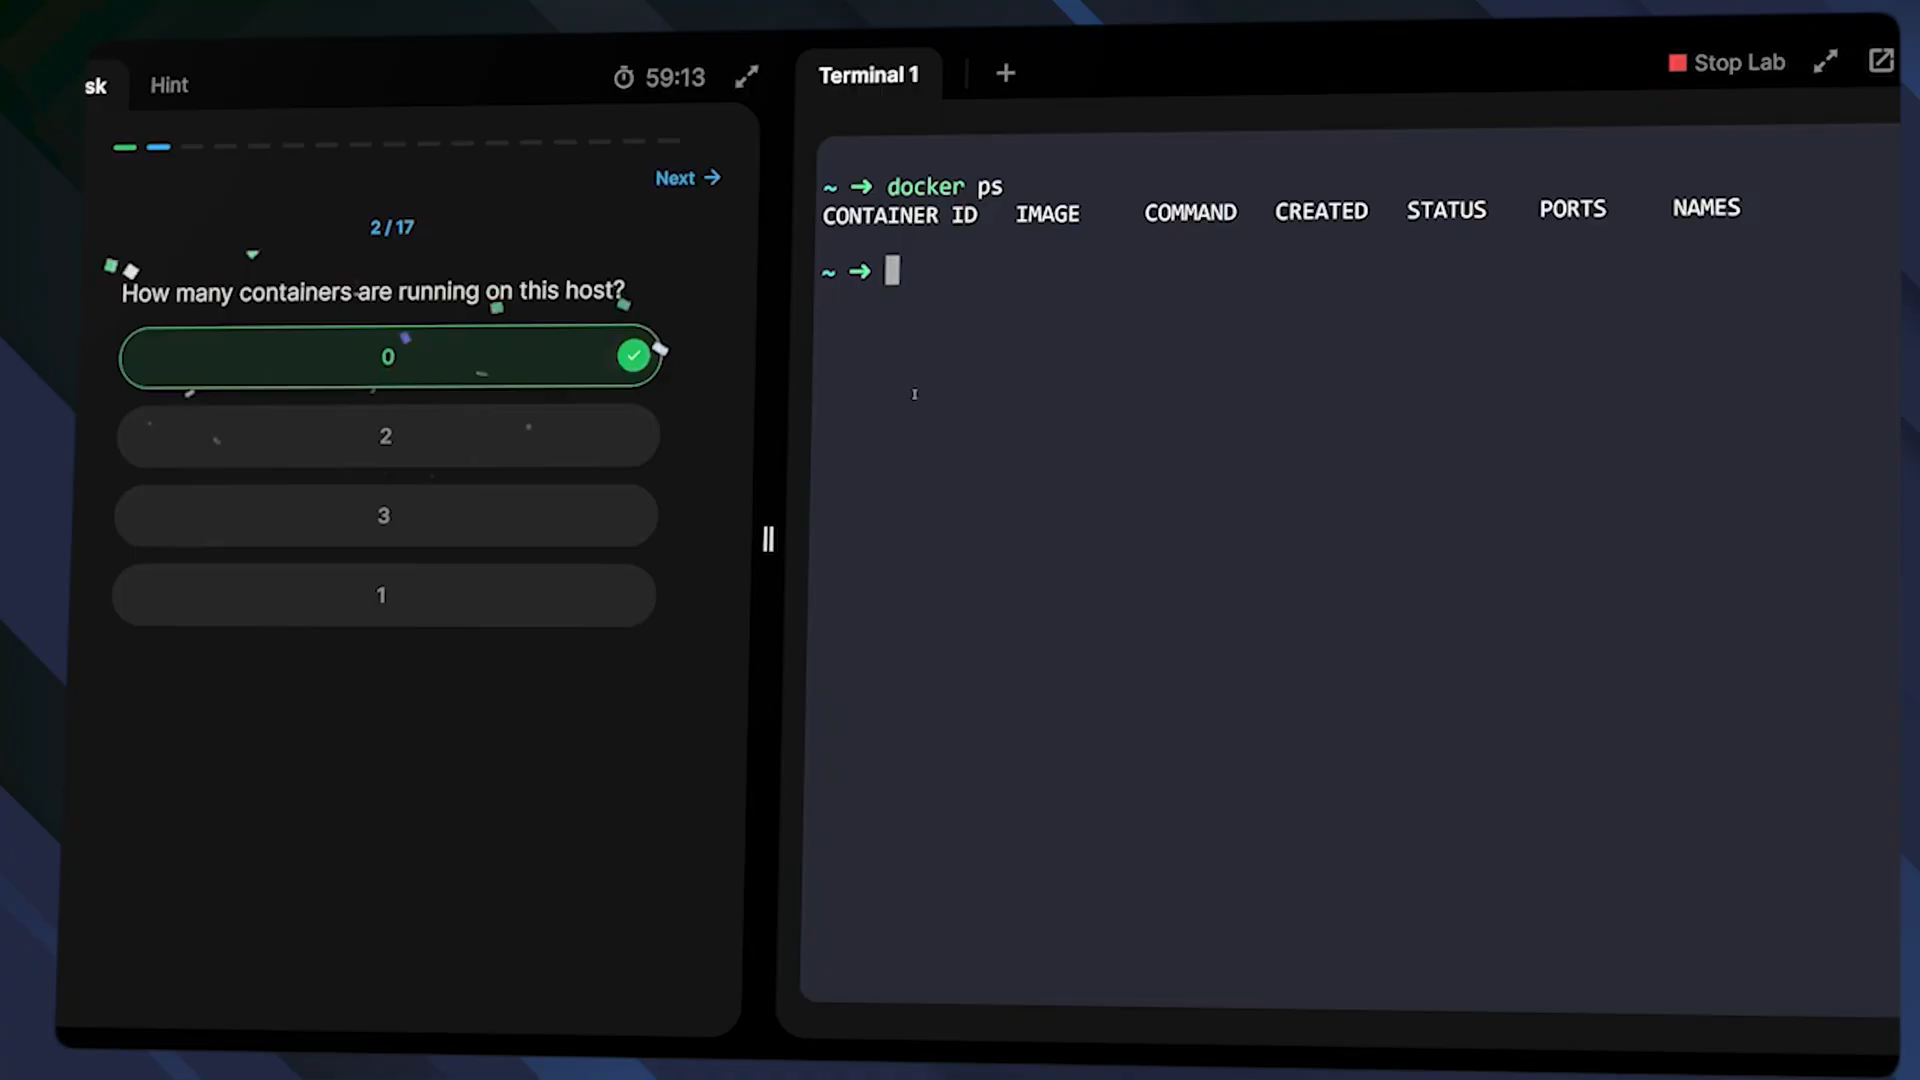 sk
Hint
59:13
Next →
2 / 17
How many containers are running on this host?
0
2
3
1
Terminal 1
+
Stop Lab
~ ➜ docker ps
CONTAINER ID IMAGE COMMAND CREATED STATUS PORTS NAMES
~ ➜